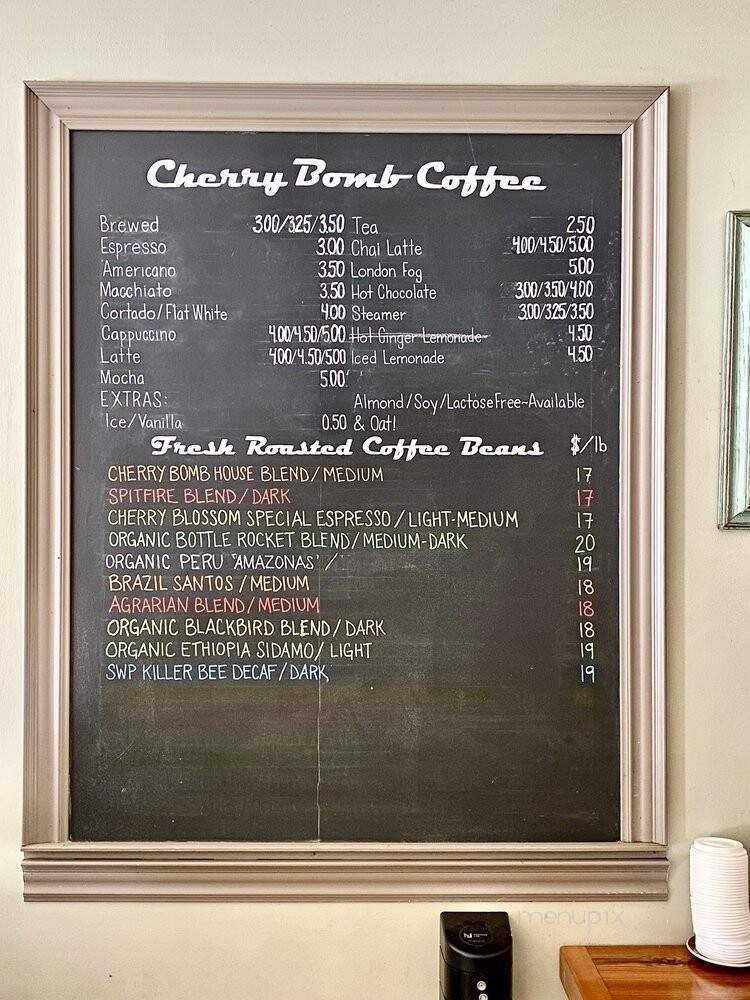 Cherry Bomb Coffee
Brewed 3.00/3.25/3.50
Espresso 3.00
Americano 3.50
Macchiato 3.50
Cortado/Flat White 4.00
Cappuccino 4.00/4.50/5.00
Latte 4.00/4.50/5.00
Mocha 5.00
EXTRAS:
Ice/Vanilla 0.50
Tea 2.50
Chai Latte 4.00/4.50/5.00
London Fog 5.00
Hot Chocolate 3.00/3.50/4.00
Steamer 3.00/3.25/3.50
Hot Ginger Lemonade 4.50
Iced Lemonade 4.50
Almond/Soy/Lactose Free~Available
& Oat!
Fresh Roasted Coffee Beans $/lb
CHERRY BOMB HOUSE BLEND/MEDIUM 17
SPITFIRE BLEND/DARK 17
CHERRY BLOSSOM SPECIAL ESPRESSO/LIGHT-MEDIUM 17
ORGANIC BOTTLE ROCKET BLEND/MEDIUM-DARK 20
ORGANIC PERU 'AMAZONAS' / 19
BRAZIL SANTOS/MEDIUM 18
AGRARIAN BLEND/MEDIUM 18
ORGANIC BLACKBIRD BLEND/DARK 18
ORGANIC ETHIOPIA SIDAMO/LIGHT 19
SWP KILLER BEE DECAF/DARK 19
menupix